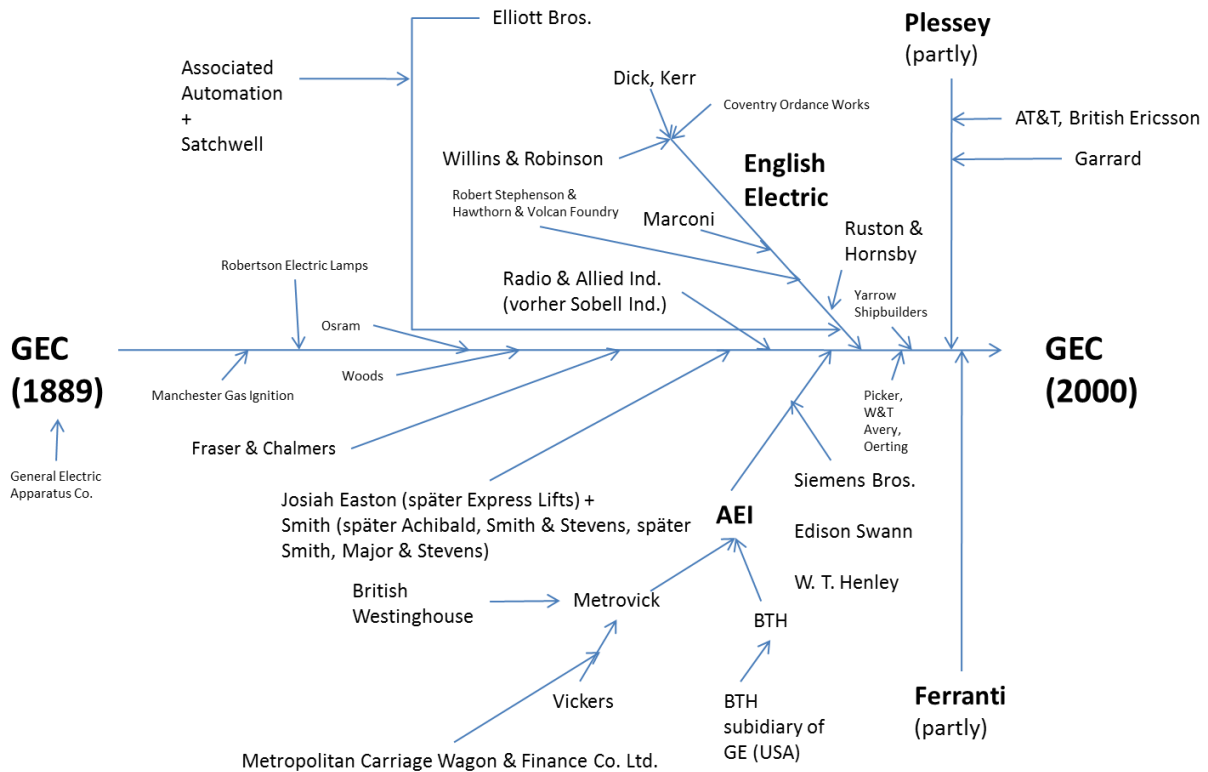 Elliott Bros.
Plessey
(partly)
Associated
Automation
+
Satchwell
Dick, Kerr
Coventry Ordance Works
AT&T, British Ericsson
Willins & Robinson
English
Electric
Garrard
Robert Stephenson &
Hawthorn & Volcan Foundry
Marconi
Ruston &
Hornsby
Robertson Electric Lamps
Radio & Allied Ind.
(vorher Sobell Ind.)
Yarrow
Shipbuilders
Osram
GEC
(1889)
GEC
(2000)
Woods
Manchester Gas Ignition
Picker,
W&T
Avery,
Oerting
Fraser & Chalmers
General Electric
Apparatus Co.
Josiah Easton (später Express Lifts) +
Smith (später Achibald, Smith & Stevens, später
Smith, Major & Stevens)
AEI
Siemens Bros.
Edison Swann
W. T. Henley
British
Westinghouse
Metrovick
BTH
Vickers
BTH
subidiary of
GE (USA)
Ferranti
(partly)
Metropolitan Carriage Wagon & Finance Co. Ltd.